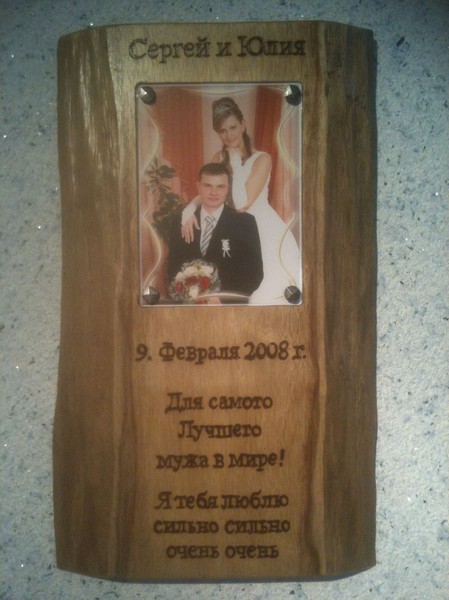 Сергей и Юлия
9. Февраля 2008 г.
Для самого
Лучшего
мужа в мире!
Я тебя люблю
сильно сильно
очень очень